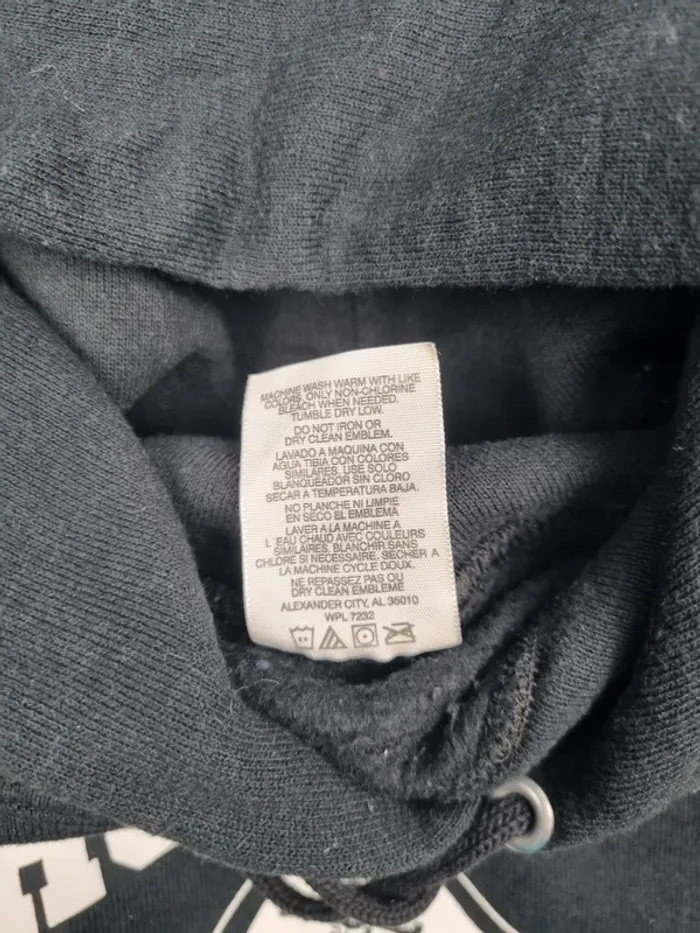 MACHINE WASH WARM WITH LIKE
COLORS. ONLY NON-CHLORINE
BLEACH WHEN NEEDED.
TUMBLE DRY LOW.
DO NOT IRON OR
DRY CLEAN EMBLEM.
LAVADO A MAQUINA CON
AGUA TIBIA CON COLORES
SIMILARES. USE SOLO
BLANQUEADOR SIN CLORO
SECAR A TEMPERATURA BAJA.
NO PLANCHE NI LIMPIE
EN SECO EL EMBLEMA
LAVER A LA MACHINE A
L'EAU CHAUD AVEC COULEURS
SIMILAIRES. BLANCHIR SANS
CHLORE SI NECESSAIRE. SECHER A
LA MACHINE CYCLE DOUX.
NE REPASSEZ PAS OU
DRY CLEAN EMBLEME
ALEXANDER CITY, AL 35010
WPL 7232